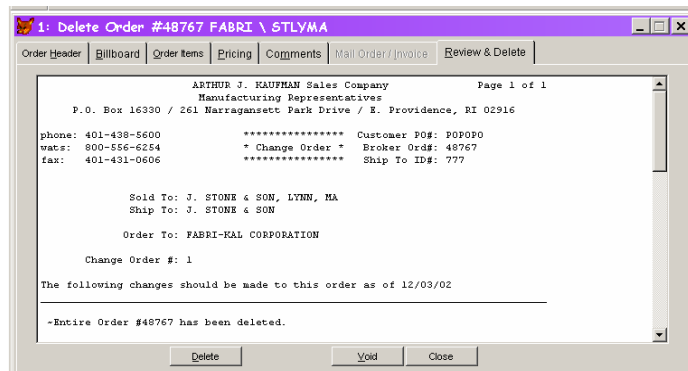 1: Delete Order #48767 FABRI \ STLYMA
Order Header Billboard Order Items Pricing Comments Mail Order / Invoice Review & Delete
ARTHUR J. KAUFMAN Sales Company Page 1 of 1
Manufacturing Representatives
P.O. Box 16330 / 261 Narragansett Park Drive / E. Providence, RI 02916
phone: 401-438-5600 **************** Customer PO#: POPOPO
wats: 800-556-6254 * Change Order * Broker Ord#: 48767
fax: 401-431-0606 **************** Ship To ID#: 777
Sold To: J. STONE & SON, LYNN, MA
Ship To: J. STONE & SON
Order To: FABRI-KAL CORPORATION
Change Order #: 1
The following changes should be made to this order as of 12/03/02
~Entire Order #48767 has been deleted.
Delete Void Close